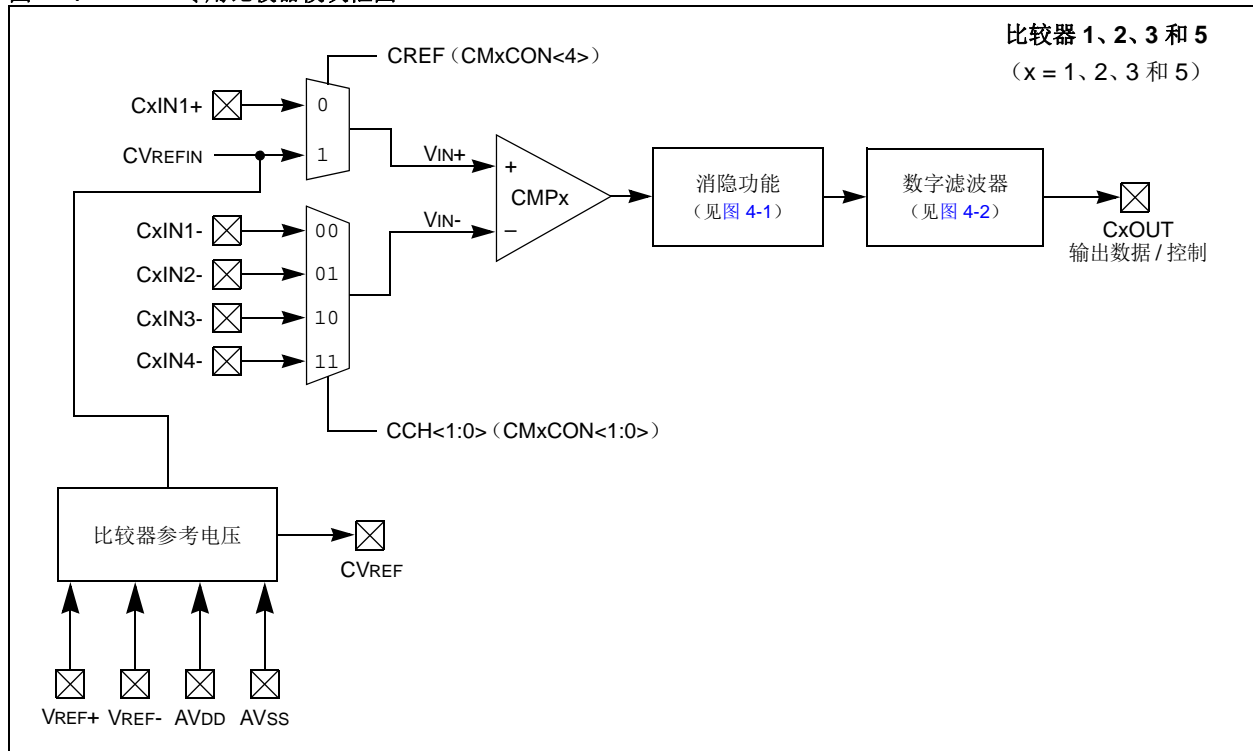 比较器 1、2、3 和 5
（x = 1、2、3 和 5）
CREF（CMxCON<4>）
CxIN1+
0
CVREFIN
1
VIN+
CxIN1-
00
VIN-
CxIN2-
01
CxIN3-
10
CxIN4-
11
+
CMPx
–
消隐功能
（见图 4-1）
数字滤波器
（见图 4-2）
CxOUT
输出数据 / 控制
CCH<1:0>（CMxCON<1:0>）
比较器参考电压
CVREF
VREF+ VREF- AVDD AVSS